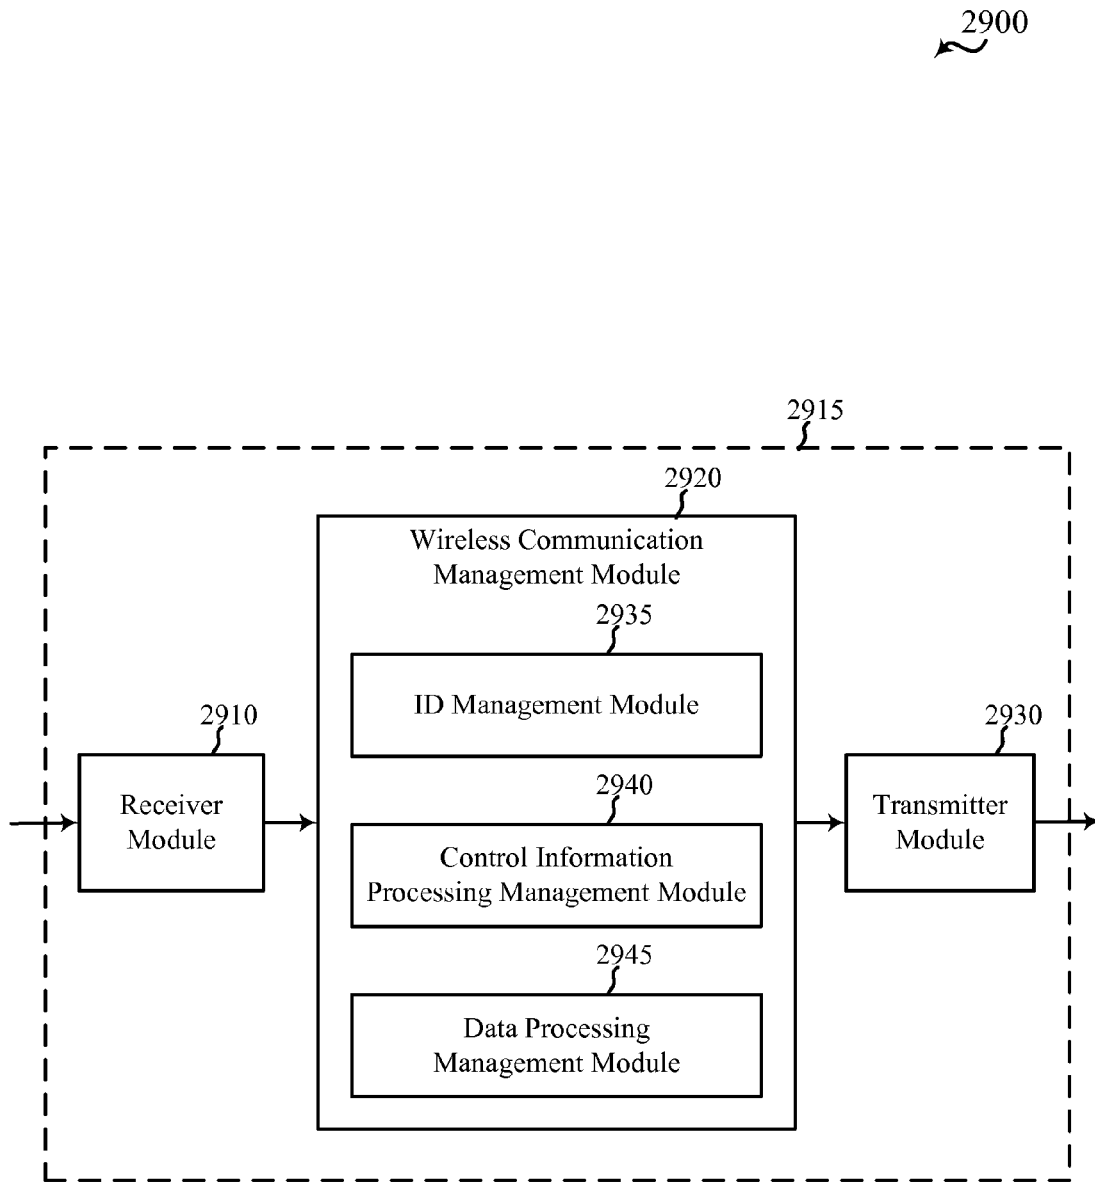 2900
2915
2920
Wireless Communication
Management Module
2935
ID Management Module
2910
Receiver
Module
2940
Control Information
Processing Management Module
2930
Transmitter
Module
2945
Data Processing
Management Module